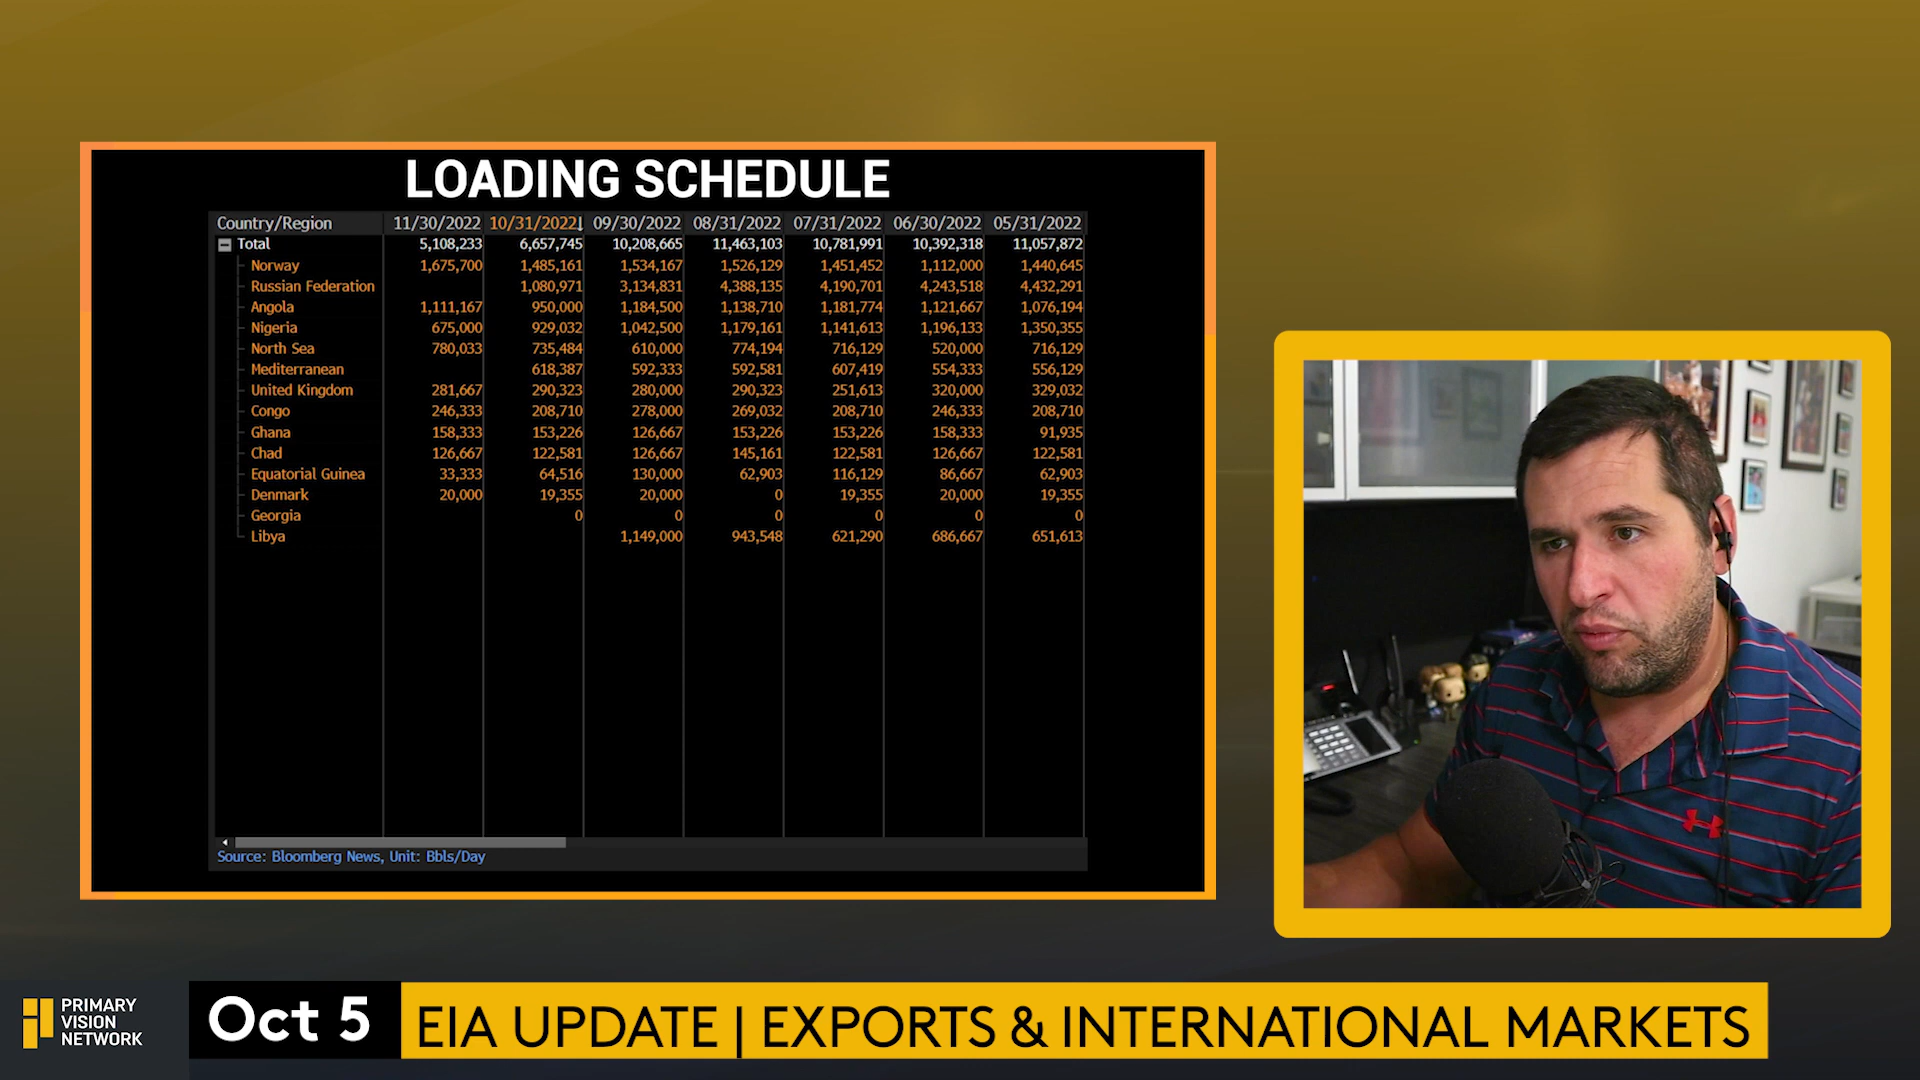 LOADING SCHEDULE
Country/Region 11/30/2022 10/31/2022↓ 09/30/2022 08/31/2022 07/31/2022 06/30/2022 05/31/2022
Total 5,108,233 6,657,745 10,208,665 11,463,103 10,781,991 10,392,318 11,057,872
Norway 1,675,700 1,485,161 1,534,167 1,526,129 1,451,452 1,112,000 1,440,645
Russian Federation 1,080,971 3,134,831 4,388,135 4,190,701 4,243,518 4,432,291
Angola 1,111,167 950,000 1,184,500 1,138,710 1,181,774 1,121,667 1,076,194
Nigeria 675,000 929,032 1,042,500 1,179,161 1,141,613 1,196,133 1,350,355
North Sea 780,033 735,484 610,000 774,194 716,129 520,000 716,129
Mediterranean 618,387 592,333 592,581 607,419 554,333 556,129
United Kingdom 281,667 290,323 280,000 290,323 251,613 320,000 329,032
Congo 246,333 208,710 278,000 269,032 208,710 246,333 208,710
Ghana 158,333 153,226 126,667 153,226 153,226 158,333 91,935
Chad 126,667 122,581 126,667 145,161 122,581 126,667 122,581
Equatorial Guinea 33,333 64,516 130,000 62,903 116,129 86,667 62,903
Denmark 20,000 19,355 20,000 0 19,355 20,000 19,355
Georgia 0 0 0 0 0 0
Libya 1,149,000 943,548 621,290 686,667 651,613
Source: Bloomberg News, Unit: Bbls/Day
PRIMARY
VISION
NETWORK
Oct 5
EIA UPDATE | EXPORTS & INTERNATIONAL MARKETS